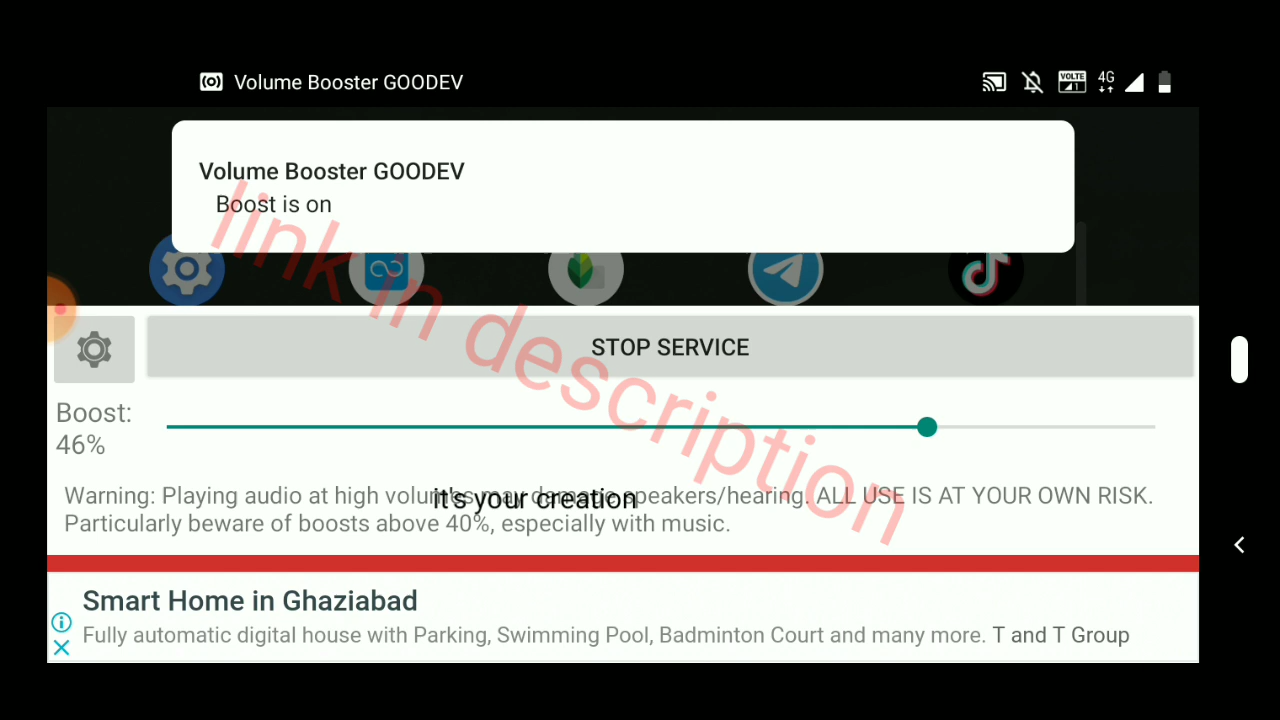 Volume Booster GOODEV
VOLTE
1
4G
Volume Booster GOODEV
Boost is on
link in description
STOP SERVICE
Boost:
46%
Warning: Playing audio at high volumes may damage speakers/hearing. ALL USE IS AT YOUR OWN RISK.
Particularly beware of boosts above 40%, especially with music.
It's your creation
Smart Home in Ghaziabad
Fully automatic digital house with Parking, Swimming Pool, Badminton Court and many more. T and T Group